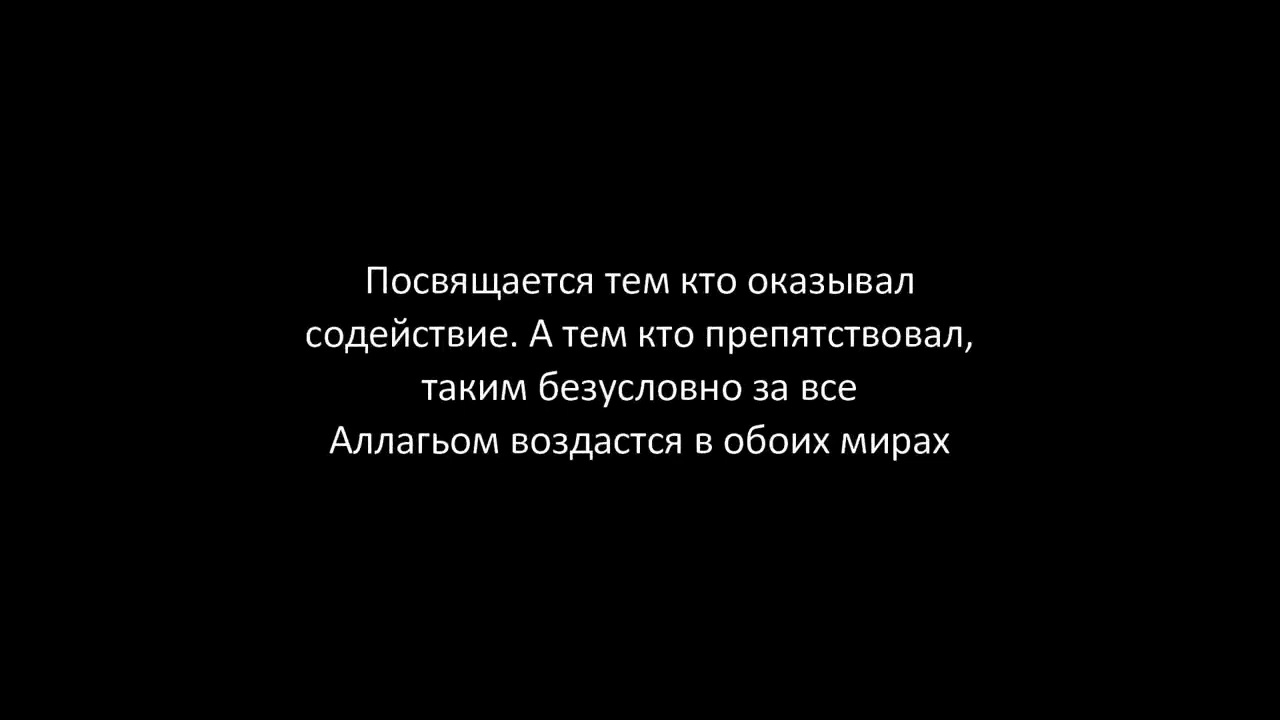 Посвящается тем кто оказывал
содействие. А тем кто препятствовал,
таким безусловно за все
Аллагьом воздастся в обоих мирах